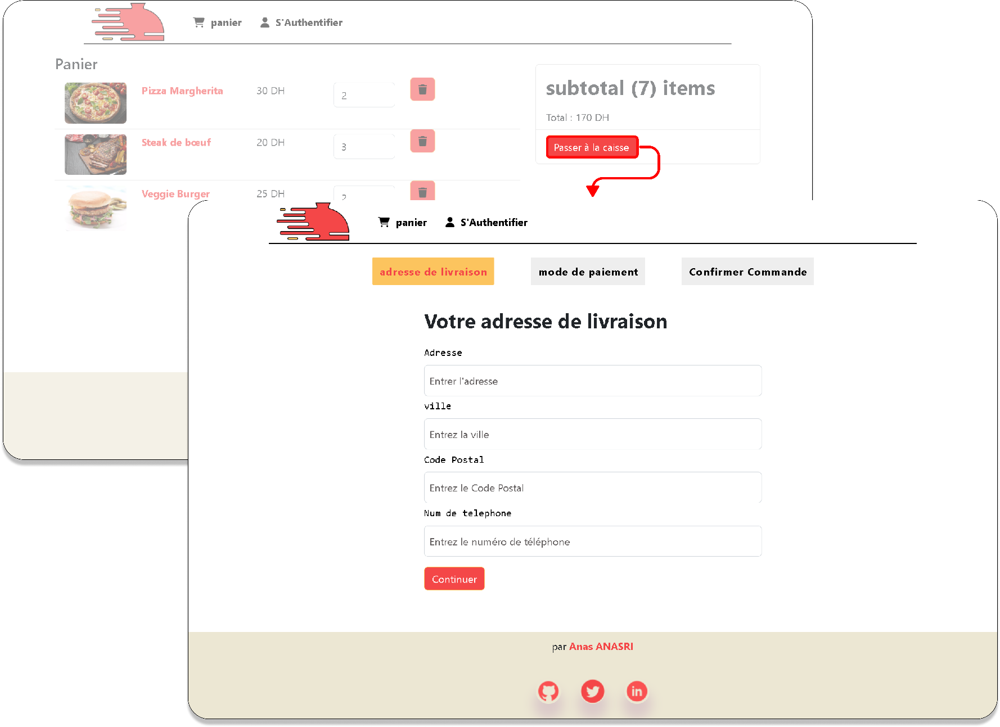 panier S'Authentifier
Panier
Pizza Margherita 30 DH 2
Steak de bœuf 20 DH 3
Veggie Burger 25 DH 2
subtotal (7) items
Total : 170 DH
Passer à la caisse
panier S'Authentifier
adresse de livraison mode de paiement Confirmer Commande
Votre adresse de livraison
Adresse
Entrer l'adresse
ville
Entrez la ville
Code Postal
Entrez le Code Postal
Num de telephone
Entrez le numéro de téléphone
Continuer
par Anas ANASRI
in